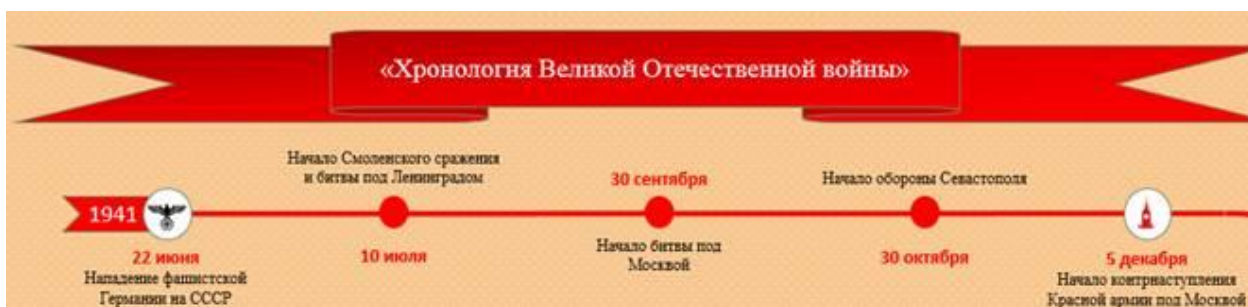 «Хронология Великой Отечественной войны»
Начало Смоленского сражения
и битвы под Ленинградом
30 сентября
Начало обороны Севастополя
1941
22 июня
Нападение фашистской
Германии на СССР
10 июля
Начало битвы под
Москвой
30 октября
5 декабря
Начало контрнаступления
Красной армии под Москвой